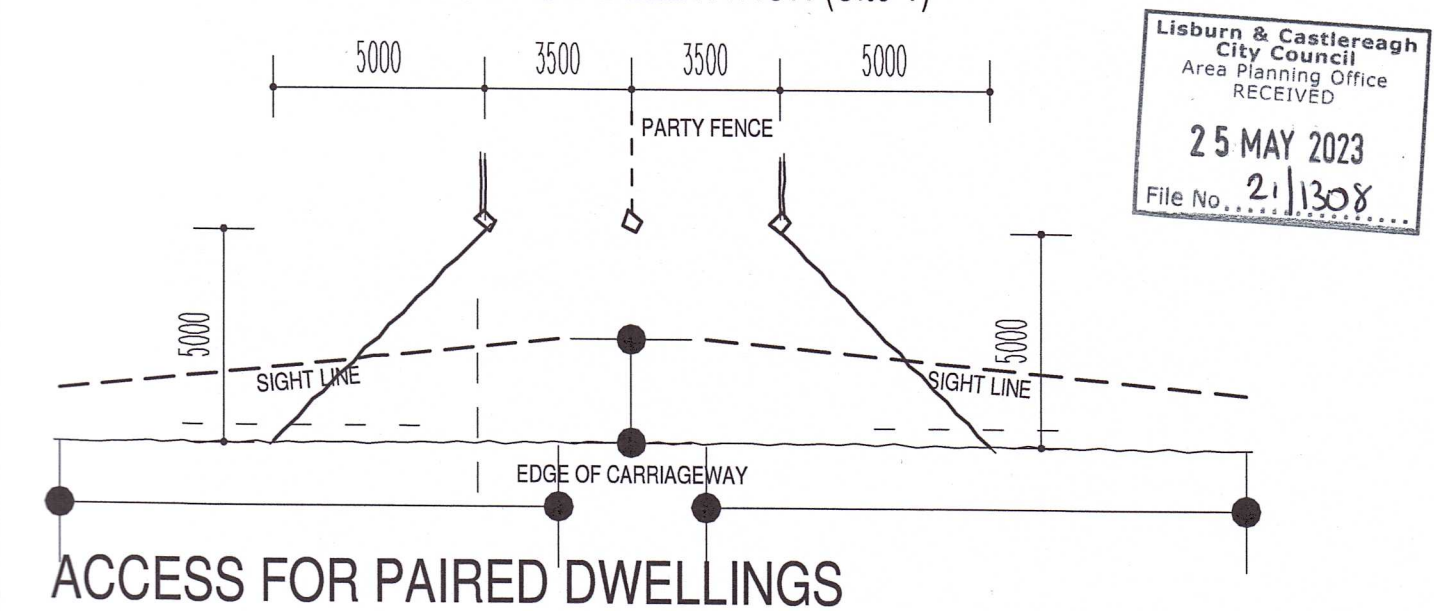 Lisburn & Castlereagh
City Council
Area Planning Office
RECEIVED
25 MAY 2023
File No. 21/1308
5000 3500 3500 5000
PARTY FENCE
5000 5000
SIGHT LINE SIGHT LINE
EDGE OF CARRIAGEWAY
ACCESS FOR PAIRED DWELLINGS